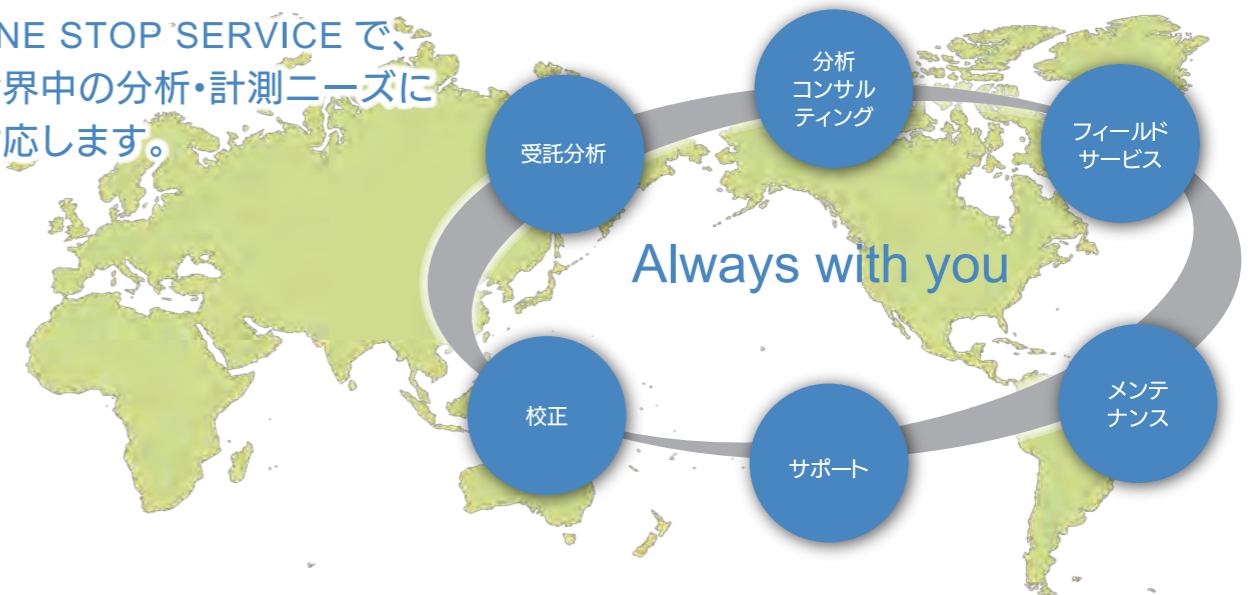 NE STOP SERVICE で、
界中の分析・計測ニーズに
応します。
分析
コンサル
ティング
フィールド
サービス
受託分析
Always with you
メンテ
ナンス
校正
サポート